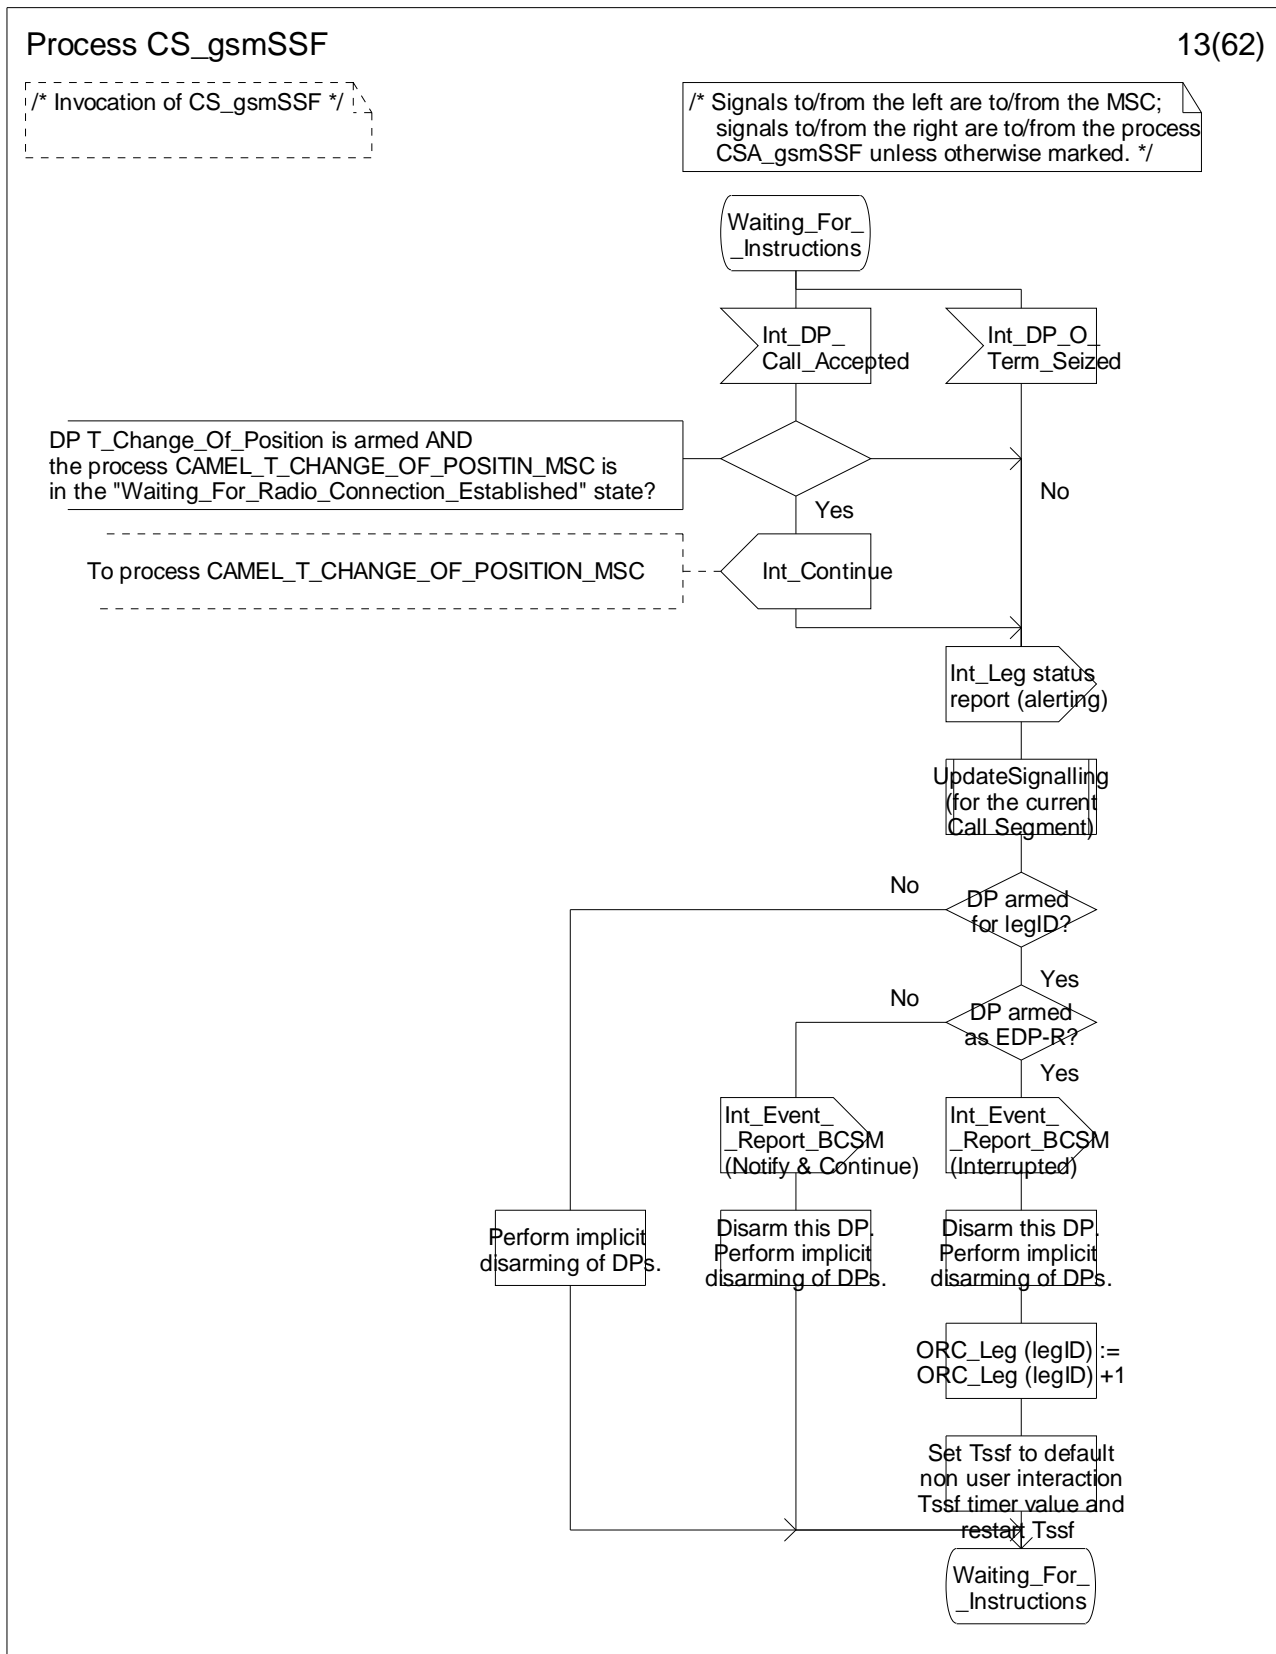 Process CS_gsmSSF
13(62)
/* Invocation of CS_gsmSSF */
/* Signals to/from the left are to/from the MSC;
signals to/from the right are to/from the process
CSA_gsmSSF unless otherwise marked. */
Waiting_For_
_Instructions
Int_DP_
Call_Accepted
Int_DP_O_
Term_Seized
DP T_Change_Of_Position is armed AND
the process CAMEL_T_CHANGE_OF_POSITIN_MSC is
in the "Waiting_For_Radio_Connection_Established" state?
No
Yes
To process CAMEL_T_CHANGE_OF_POSITION_MSC
Int_Continue
Int_Leg status
report (alerting)
UpdateSignalling
(for the current
Call Segment)
No
DP armed
for legID?
Yes
No
DP armed
as EDP-R?
Yes
Int_Event_
_Report_BCSM
(Notify & Continue)
Int_Event_
_Report_BCSM
(Interrupted)
Perform implicit
disarming of DPs.
Disarm this DP.
Perform implicit
disarming of DPs.
Disarm this DP.
Perform implicit
disarming of DPs.
ORC_Leg (legID) :=
ORC_Leg (legID) +1
Set Tssf to default
non user interaction
Tssf timer value and
restart Tssf
Waiting_For_
_Instructions